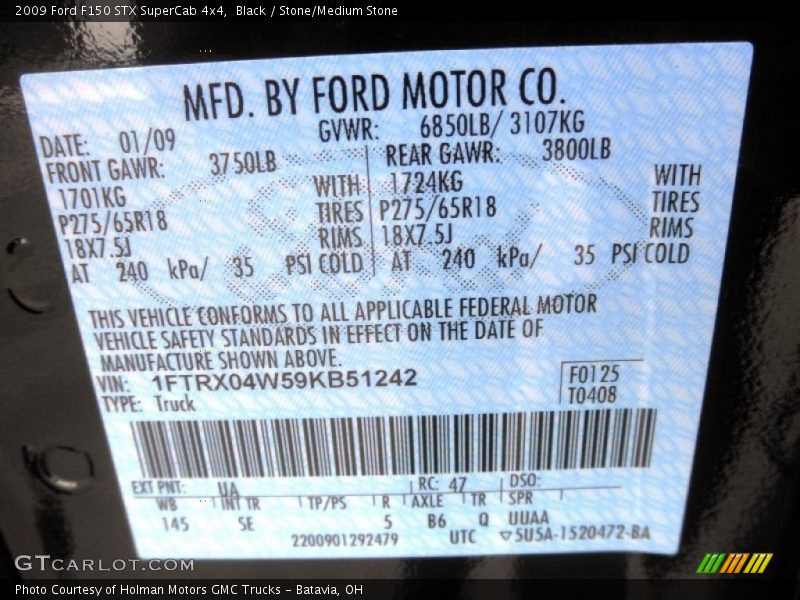 2009 Ford F150 STX SuperCab 4x4,  Black / Stone/Medium Stone
MFD. BY FORD MOTOR CO.
DATE: 01/09 GVWR: 6850LB/ 3107KG
FRONT GAWR: 3750LB REAR GAWR: 3800LB
1701KG WITH 1724KG WITH
P275/65R18 TIRES P275/65R18 TIRES
18X7.5J RIMS 18X7.5J RIMS
AT 240 kPa/ 35 PSI COLD AT 240 kPa/ 35 PSI COLD
THIS VEHICLE CONFORMS TO ALL APPLICABLE FEDERAL MOTOR
VEHICLE SAFETY STANDARDS IN EFFECT ON THE DATE OF
MANUFACTURE SHOWN ABOVE.
VIN: 1FTRX04W59KB51242 F0125
TYPE: Truck T0408
EXT PNT: UA RC: 47 DSO:
WB INT TR TP/PS R AXLE TR SPR
145 SE 5 B6 Q UUAA
2200901292479 UTC ▽5U5A-1520472-BA
GTCARLOT.COM
Photo Courtesy of Holman Motors GMC Trucks – Batavia, OH